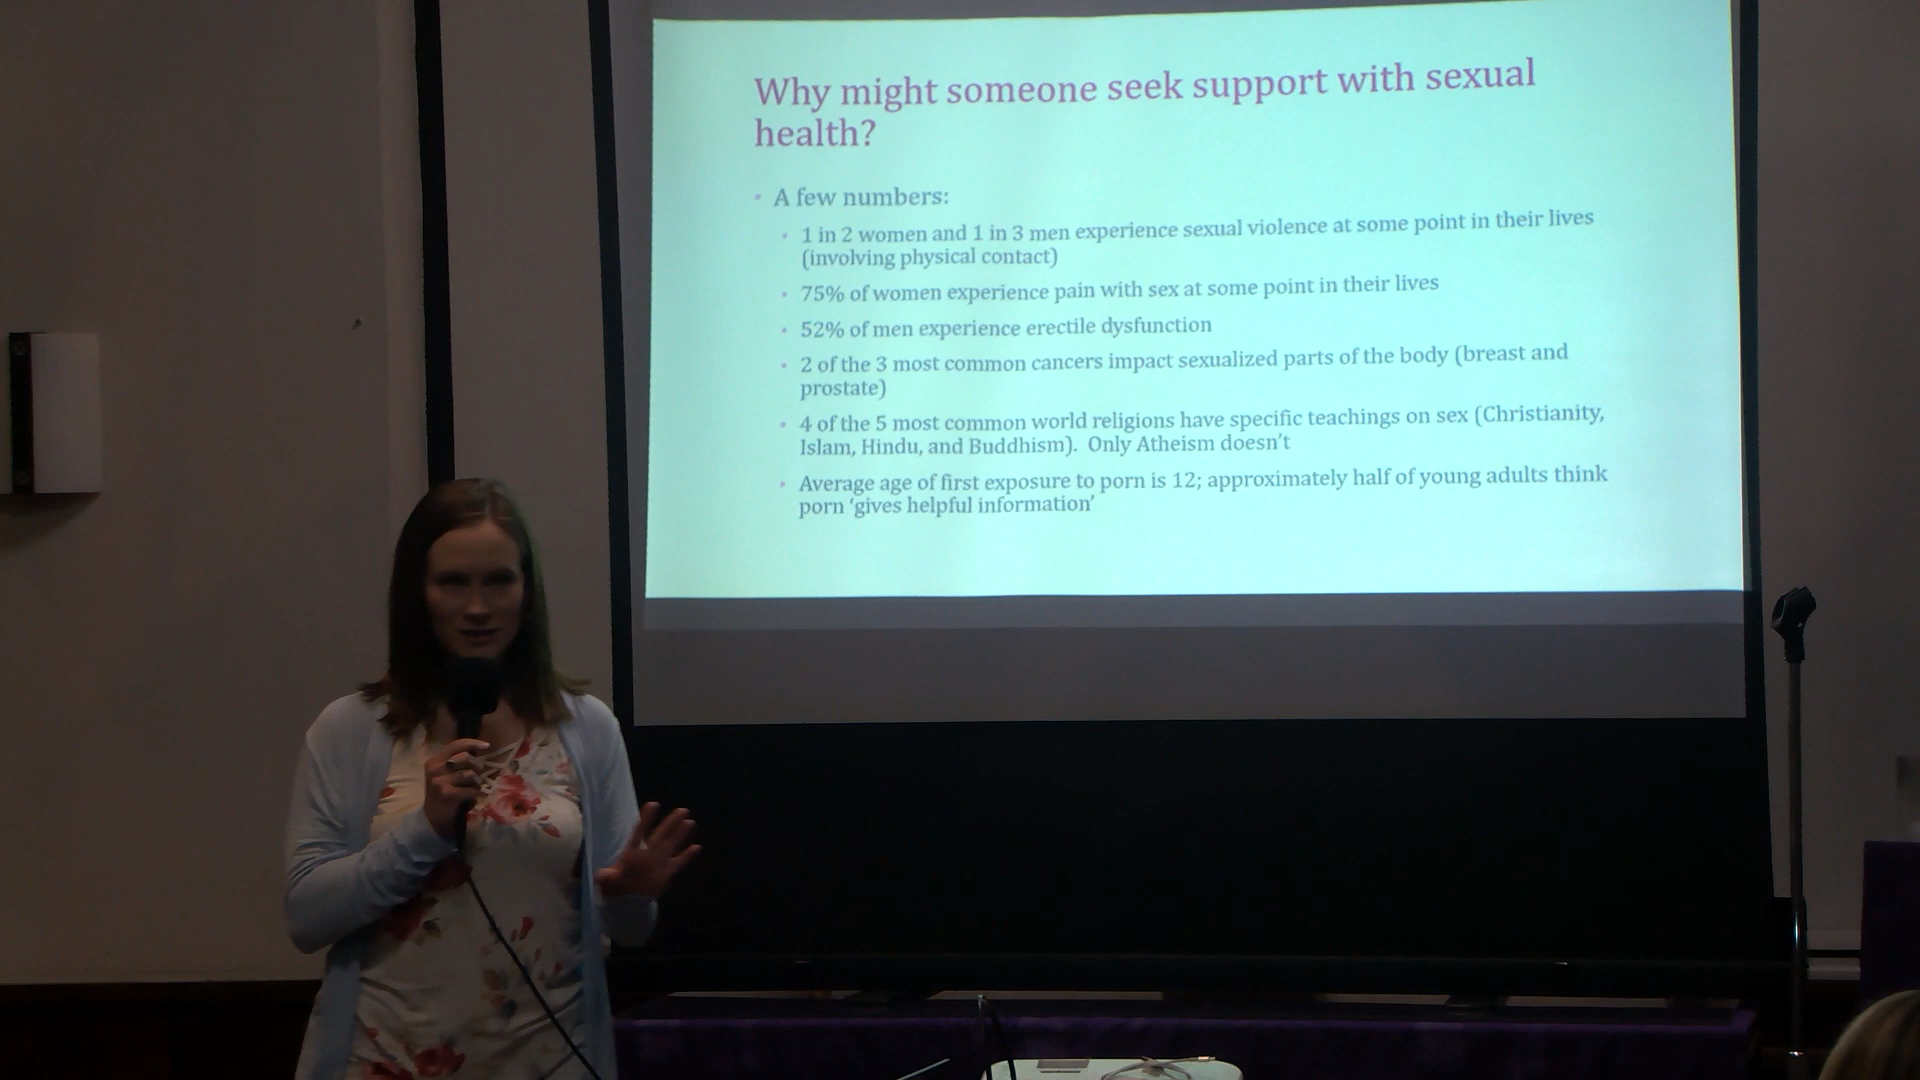 Why might someone seek support with sexual
health?
• A few numbers:
• 1 in 2 women and 1 in 3 men experience sexual violence at some point in their lives
(involving physical contact)
• 75% of women experience pain with sex at some point in their lives
• 52% of men experience erectile dysfunction
• 2 of the 3 most common cancers impact sexualized parts of the body (breast and
prostate)
• 4 of the 5 most common world religions have specific teachings on sex (Christianity,
Islam, Hindu, and Buddhism). Only Atheism doesn't
• Average age of first exposure to porn is 12; approximately half of young adults think
porn 'gives helpful information'